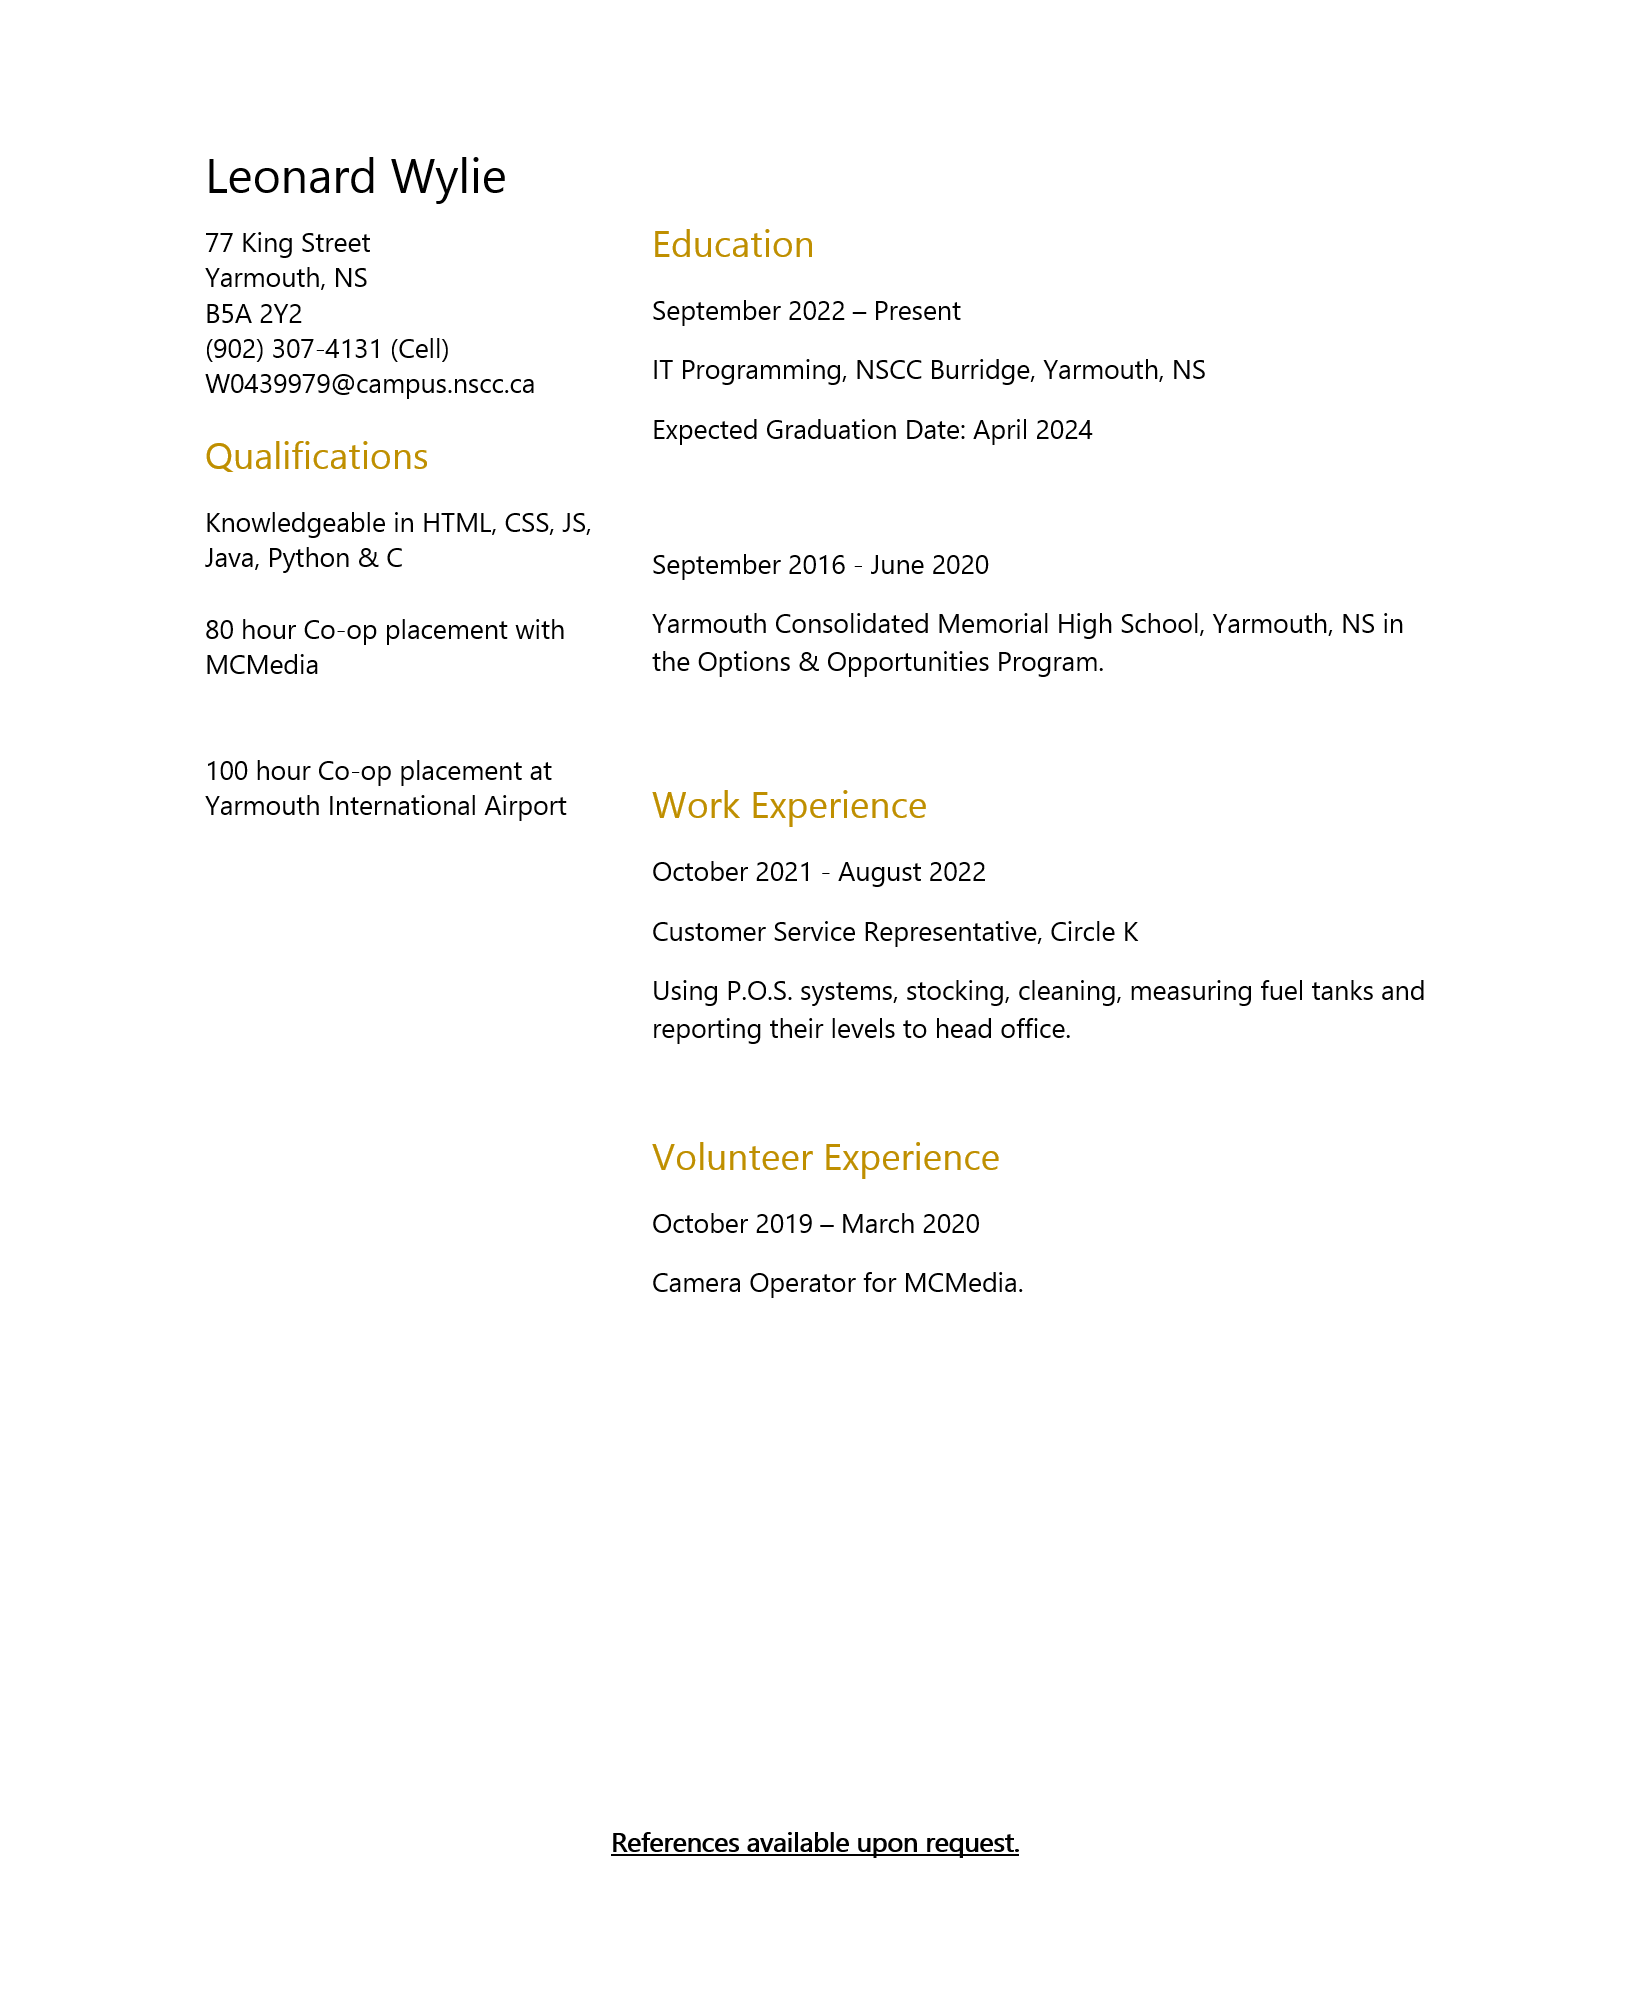 Leonard Wylie
77 King Street
Yarmouth, NS
B5A 2Y2
(902) 307-4131 (Cell)
W0439979@campus.nscc.ca
Qualifications
Knowledgeable in HTML, CSS, JS,
Java, Python & C
80 hour Co-op placement with
MCMedia
100 hour Co-op placement at
Yarmouth International Airport
Education
September 2022 – Present
IT Programming, NSCC Burridge, Yarmouth, NS
Expected Graduation Date: April 2024
September 2016 - June 2020
Yarmouth Consolidated Memorial High School, Yarmouth, NS in
the Options & Opportunities Program.
Work Experience
October 2021 - August 2022
Customer Service Representative, Circle K
Using P.O.S. systems, stocking, cleaning, measuring fuel tanks and
reporting their levels to head office.
Volunteer Experience
October 2019 – March 2020
Camera Operator for MCMedia.
References available upon request.